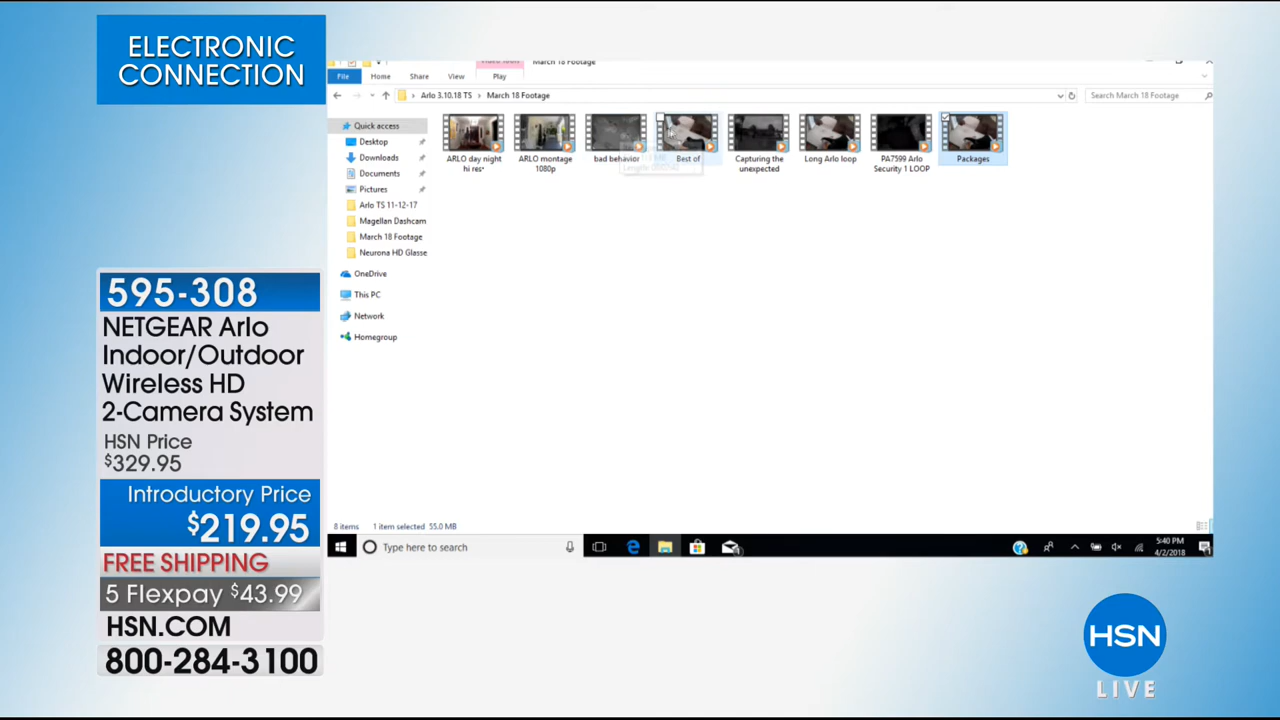 ELECTRONIC
CONNECTION
595-308
NETGEAR Arlo
Indoor/Outdoor
Wireless HD
2-Camera System
HSN Price
$329.95
Introductory Price
$219.95
FREE SHIPPING
5 Flexpay $43.99
HSN.COM
800-284-3100
March 18 Footage
File Home Share View Play
Arlo 3.10.18 TS > March 18 Footage
Search March 18 Footage
Quick access
Desktop
Downloads
Documents
Pictures
Arlo TS 11-12-17
Magellan Dashcam
March 18 Footage
Neurona HD Glasse
OneDrive
This PC
Network
Homegroup
ARLO day night
hi res*
ARLO montage
1080p
bad behavior
Best of
Capturing the
unexpected
Long Arlo loop
PA7599 Arlo
Security 1 LOOP
Packages
8 items 1 item selected 55.0 MB
Type here to search
5:40 PM
4/2/2018
HSN
LIVE